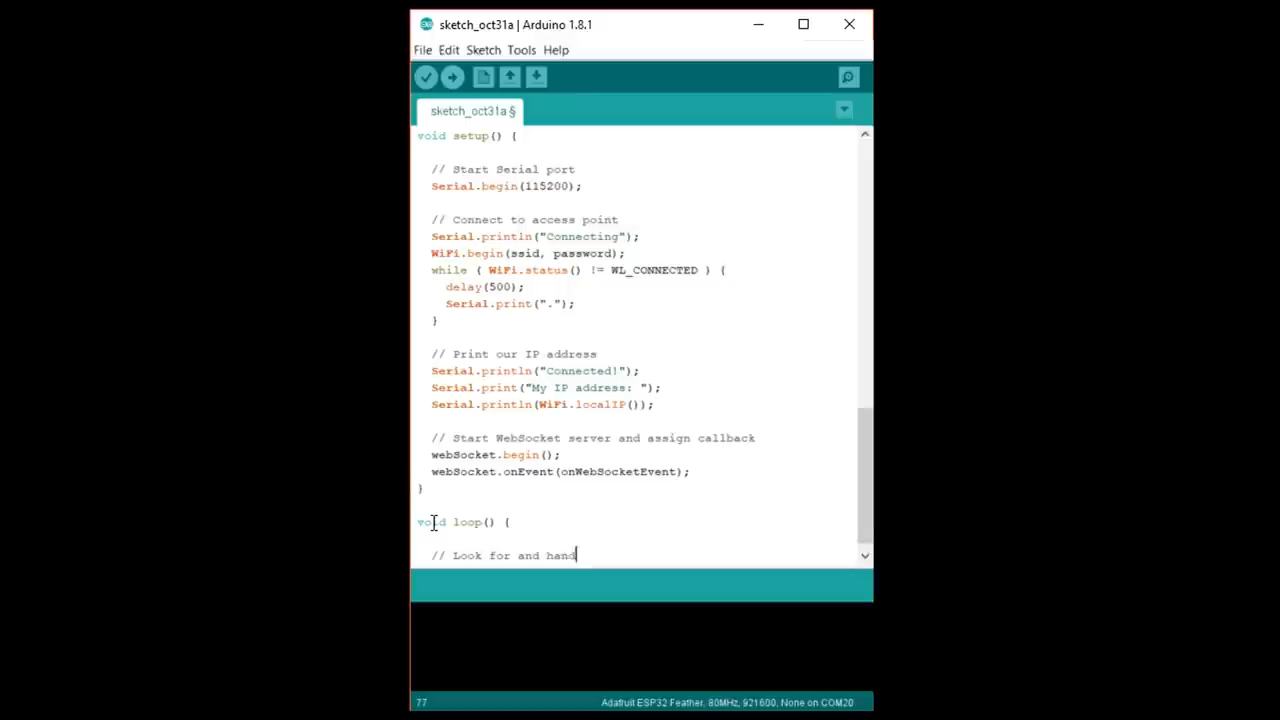 sketch_oct31a | Arduino 1.8.1
File Edit Sketch Tools Help
sketch_oct31a §
void setup() {
// Start Serial port
Serial.begin(115200);
// Connect to access point
Serial.println("Connecting");
WiFi.begin(ssid, password);
while ( WiFi.status() != WL_CONNECTED ) {
delay(500);
Serial.print(".");
}
// Print our IP address
Serial.println("Connected!");
Serial.print("My IP address: ");
Serial.println(WiFi.localIP());
// Start WebSocket server and assign callback
webSocket.begin();
webSocket.onEvent(onWebSocketEvent);
}
void loop() {
// Look for and hand
77 Adafruit ESP32 Feather, 80MHz, 921600, None on COM20